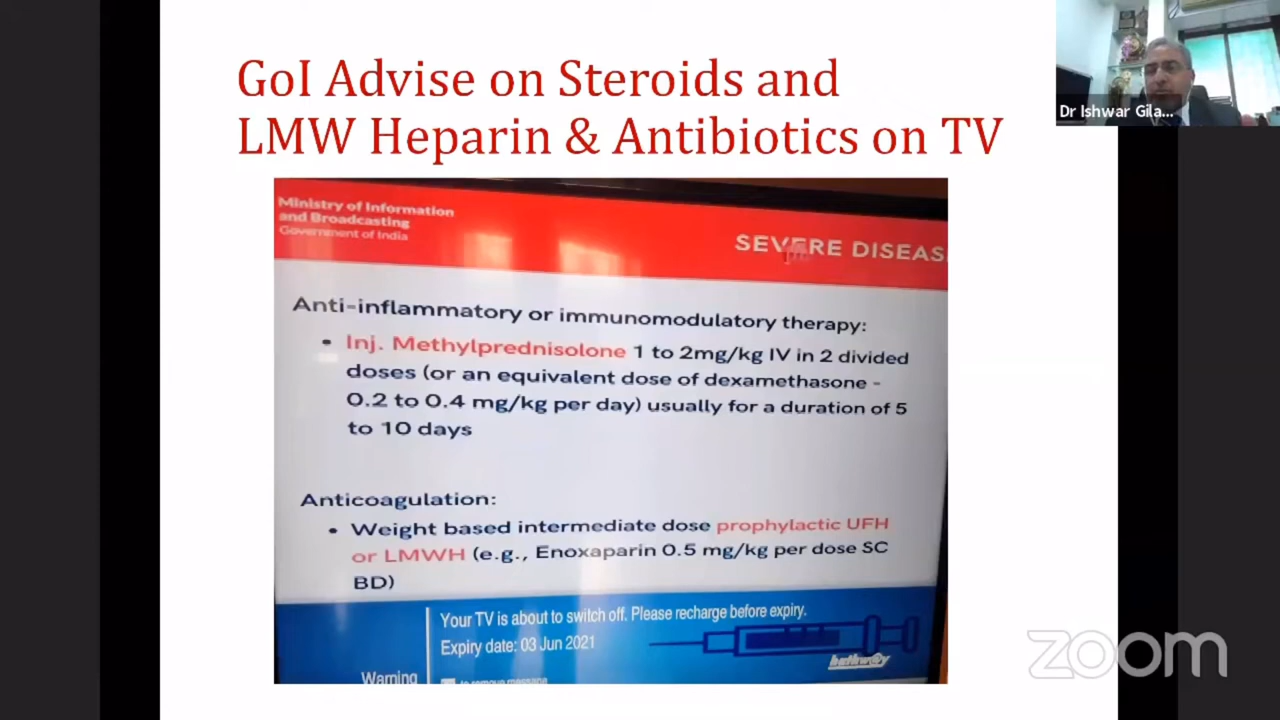 GoI Advise on Steroids and
LMW Heparin & Antibiotics on TV
Dr Ishwar Gila...
Ministry of Information
and Broadcasting
Government of India
SEVERE DISEAS
Anti-inflammatory or immunomodulatory therapy:
• Inj. Methylprednisolone 1 to 2mg/kg IV in 2 divided
doses (or an equivalent dose of dexamethasone -
0.2 to 0.4 mg/kg per day) usually for a duration of 5
to 10 days
Anticoagulation:
• Weight based intermediate dose prophylactic UFH
or LMWH (e.g., Enoxaparin 0.5 mg/kg per dose SC
BD)
Your TV is about to switch off. Please recharge before expiry.
Expiry date: 03 Jun 2021
hathway
Warning
to remove message
zoom